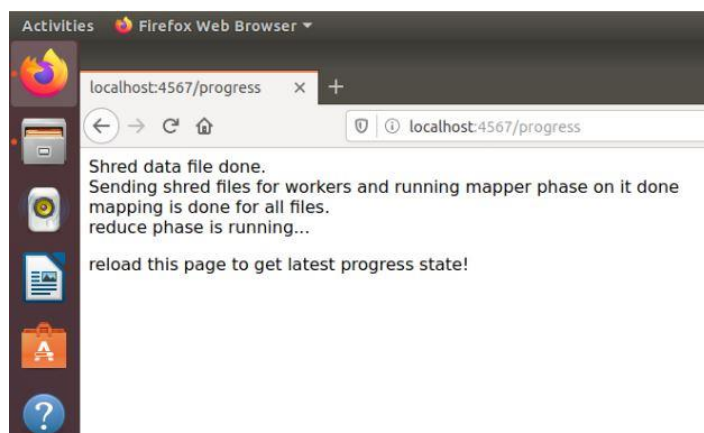 Activities Firefox Web Browser
localhost:4567/progress
localhost:4567/progress
Shred data file done.
Sending shred files for workers and running mapper phase on it done
mapping is done for all files.
reduce phase is running...
reload this page to get latest progress state!